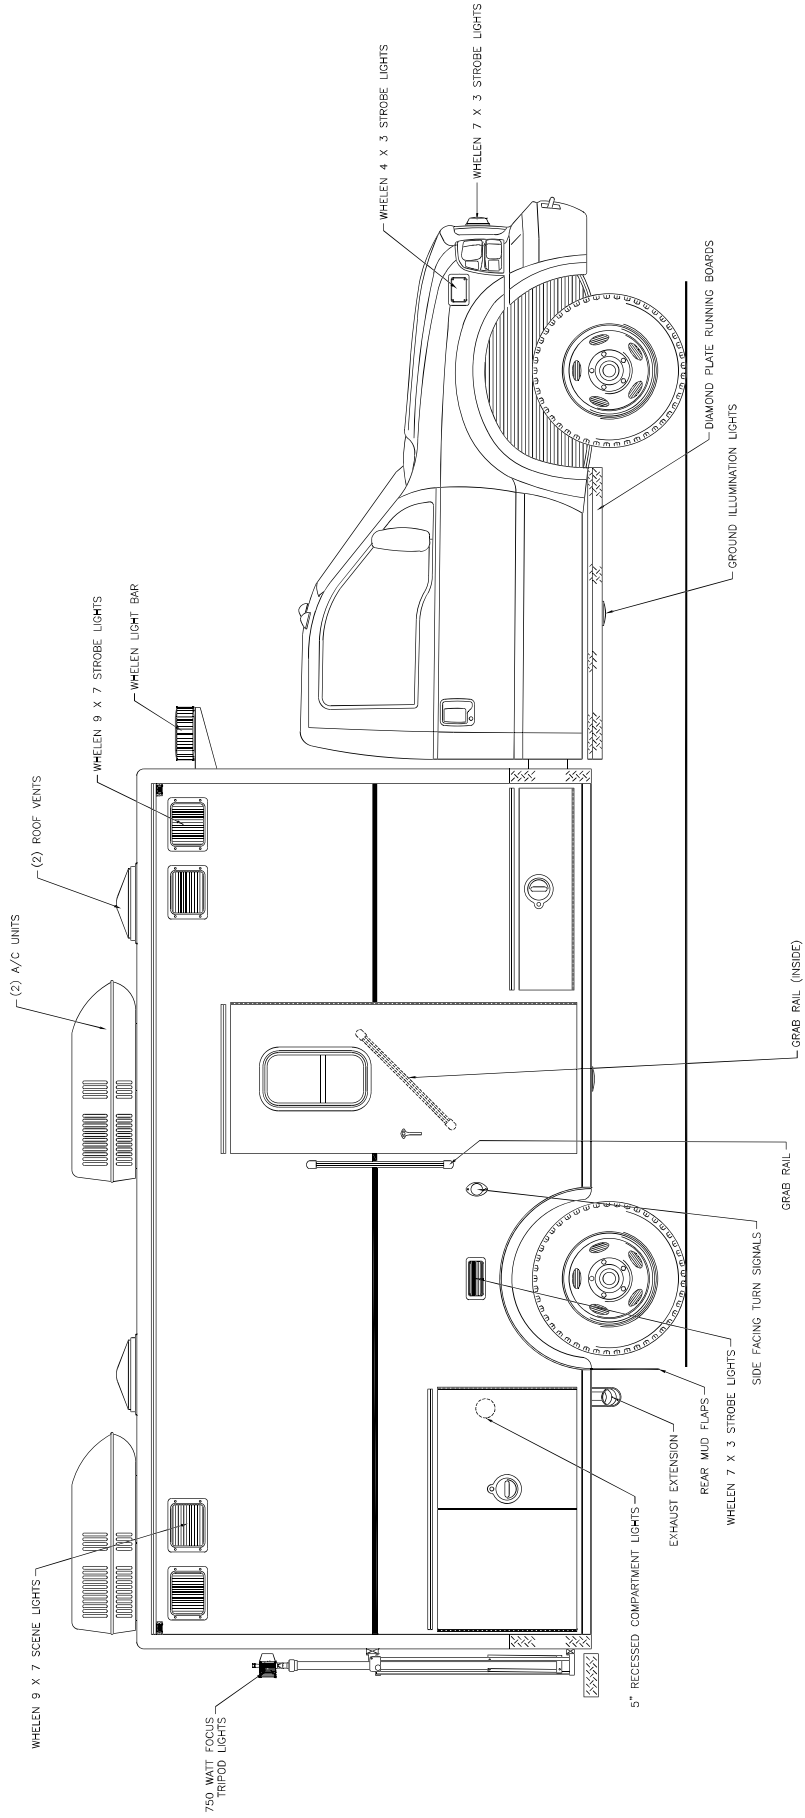 WHELEN 9 X 7 SCENE LIGHTS
(2) A/C UNITS
(2) ROOF VENTS
WHELEN 9 X 7 STROBE LIGHTS
WHELEN LIGHT BAR
750 WATT FOCUS
TRIPOD LIGHTS
WHELEN 4 X 3 STROBE LIGHTS
WHELEN 7 X 3 STROBE LIGHTS
5" RECESSED COMPARTMENT LIGHTS
EXHAUST EXTENSION
REAR MUD FLAPS
WHELEN 7 X 3 STROBE LIGHTS
SIDE FACING TURN SIGNALS
GRAB RAIL
GRAB RAIL (INSIDE)
GROUND ILLUMINATION LIGHTS
DIAMOND PLATE RUNNING BOARDS